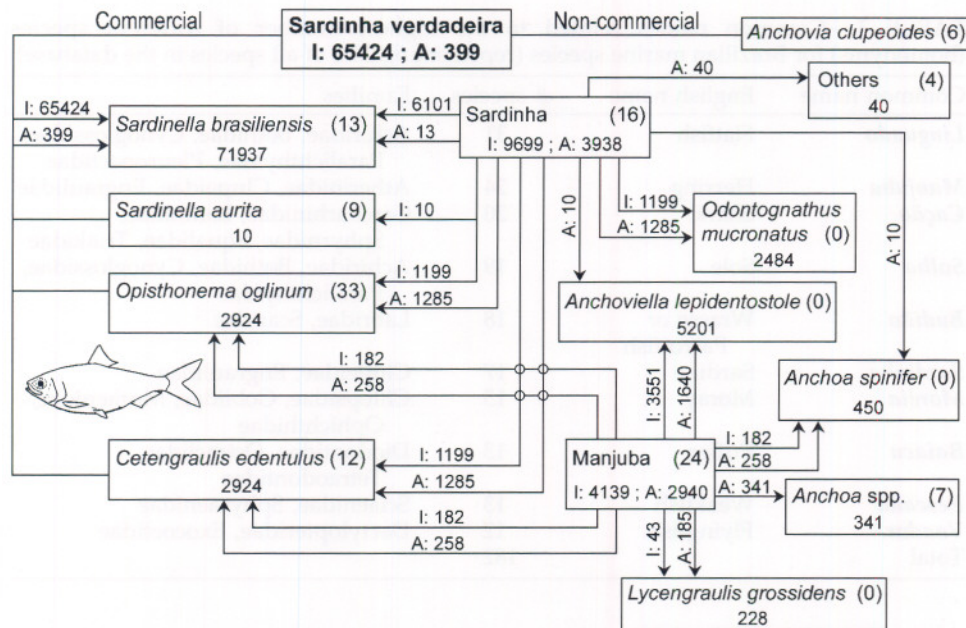 Commercial
Sardinha verdadeira
I: 65424 ; A: 399
Non-commercial
Anchovia clupeoides (6)
A: 40
Others (4)
40
I: 65424
A: 399
Sardinella brasiliensis (13)
71937
I: 6101
A: 13
Sardinha (16)
I: 9699 ; A: 3938
Sardinella aurita (9)
10
I: 10
A: 10
I: 1199
A: 1285
Odontognathus
mucronatus (0)
2484
A: 10
Opisthonema oglinum (33)
2924
I: 1199
A: 1285
Anchoviella lepidentostole (0)
5201
I: 182
A: 258
I: 3551
A: 1640
Anchoa spinifer (0)
450
Cetengraulis edentulus (12)
2924
I: 1199
A: 1285
Manjuba (24)
I: 4139 ; A: 2940
I: 182
A: 258
A: 341
Anchoa spp. (7)
341
I: 182
A: 258
I: 43
A: 185
Lycengraulis grossidens (0)
228